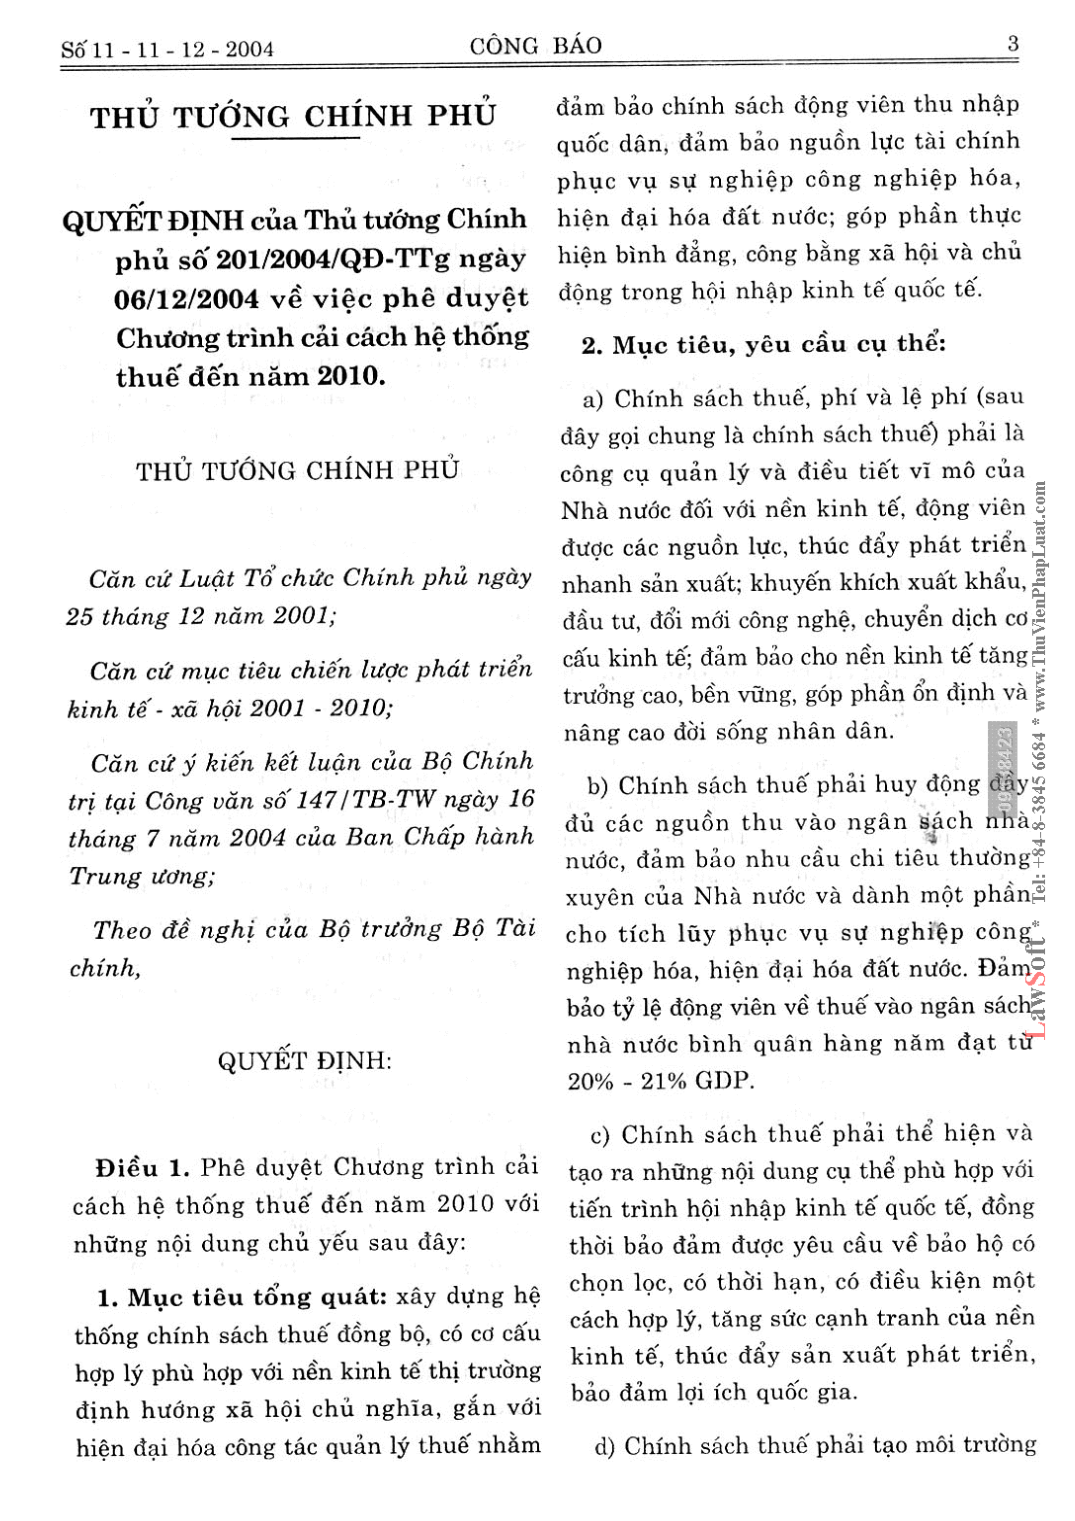 Số 11 - 11 - 12 - 2004
CÔNG BÁO
3
THỦ TƯỚNG CHÍNH PHỦ
QUYẾT ĐỊNH của Thủ tướng Chính
phủ số 201/2004/QĐ-TTg ngày
06/12/2004 về việc phê duyệt
Chương trình cải cách hệ thống
thuế đến năm 2010.
THỦ TƯỚNG CHÍNH PHỦ
Căn cứ Luật Tổ chức Chính phủ ngày
25 tháng 12 năm 2001;
Căn cứ mục tiêu chiến lược phát triển
kinh tế - xã hội 2001 - 2010;
Căn cứ ý kiến kết luận của Bộ Chính
trị tại Công văn số 147/TB-TW ngày 16
tháng 7 năm 2004 của Ban Chấp hành
Trung ương;
Theo đề nghị của Bộ trưởng Bộ Tài
chính,
QUYẾT ĐỊNH:
Điều 1. Phê duyệt Chương trình cải
cách hệ thống thuế đến năm 2010 với
những nội dung chủ yếu sau đây:
1. Mục tiêu tổng quát: xây dựng hệ
thống chính sách thuế đồng bộ, có cơ cấu
hợp lý phù hợp với nền kinh tế thị trường
định hướng xã hội chủ nghĩa, gắn với
hiện đại hóa công tác quản lý thuế nhằm
đảm bảo chính sách động viên thu nhập
quốc dân, đảm bảo nguồn lực tài chính
phục vụ sự nghiệp công nghiệp hóa,
hiện đại hóa đất nước; góp phần thực
hiện bình đẳng, công bằng xã hội và chủ
động trong hội nhập kinh tế quốc tế.
2. Mục tiêu, yêu cầu cụ thể:
a) Chính sách thuế, phí và lệ phí (sau
đây gọi chung là chính sách thuế) phải là
công cụ quản lý và điều tiết vĩ mô của
Nhà nước đối với nền kinh tế, động viên
được các nguồn lực, thúc đẩy phát triển
nhanh sản xuất; khuyến khích xuất khẩu,
đầu tư, đổi mới công nghệ, chuyển dịch cơ
cấu kinh tế; đảm bảo cho nền kinh tế tăng
trưởng cao, bền vững, góp phần ổn định và
nâng cao đời sống nhân dân.
b) Chính sách thuế phải huy động đầy
đủ các nguồn thu vào ngân sách nhà
nước, đảm bảo nhu cầu chi tiêu thường
xuyên của Nhà nước và dành một phần
cho tích lũy phục vụ sự nghiệp công
nghiệp hóa, hiện đại hóa đất nước. Đảm
bảo tỷ lệ động viên về thuế vào ngân sách
nhà nước bình quân hàng năm đạt từ
20% - 21% GDP.
c) Chính sách thuế phải thể hiện và
tạo ra những nội dung cụ thể phù hợp với
tiến trình hội nhập kinh tế quốc tế, đồng
thời bảo đảm được yêu cầu về bảo hộ có
chọn lọc, có thời hạn, có điều kiện một
cách hợp lý, tăng sức cạnh tranh của nền
kinh tế, thúc đẩy sản xuất phát triển,
bảo đảm lợi ích quốc gia.
d) Chính sách thuế phải tạo môi trường
LawSoft * Tel: +84-8-3845 6684 * www.ThuVienPhapLuat.com